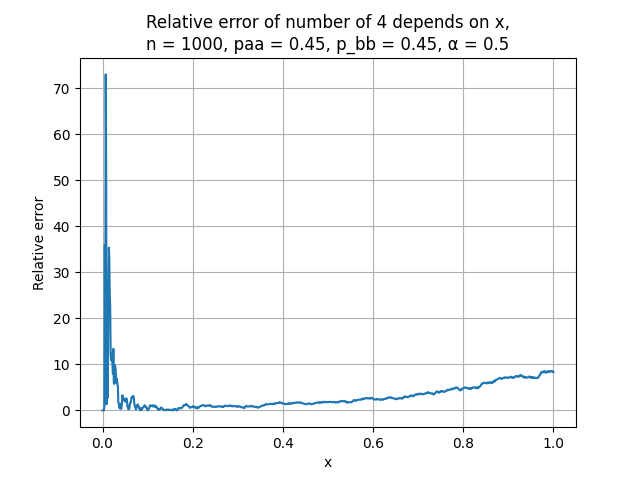 Relative error of number of 4 depends on x,
n = 1000, paa = 0.45, p_bb = 0.45, α = 0.5
70
60
50
40
30
20
10
0
Relative error
0.0 0.2 0.4 0.6 0.8 1.0
x